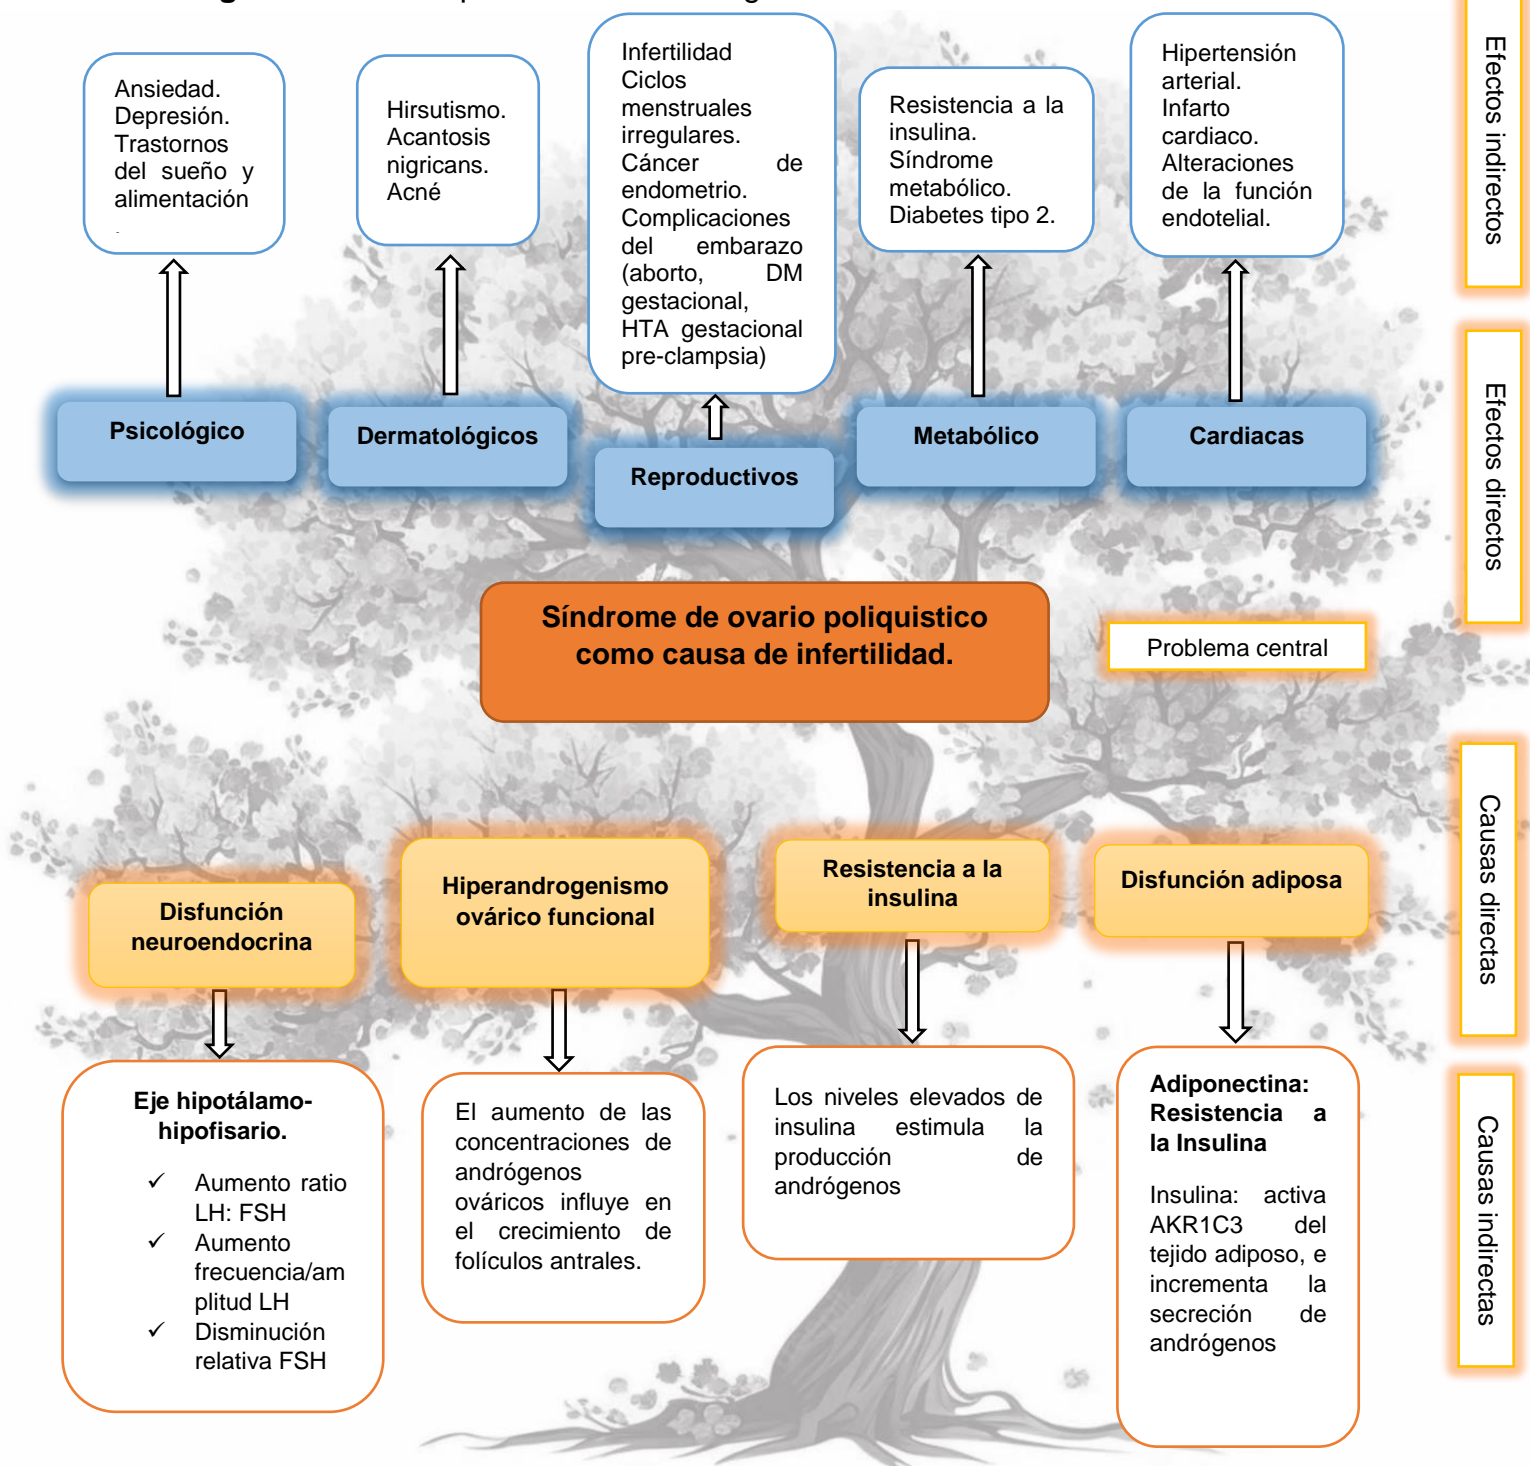 Ansiedad.
Depresión.
Trastornos
del sueño y
alimentación
.
Hirsutismo.
Acantosis
nigricans.
Acné
Infertilidad
Ciclos
menstruales
irregulares.
Cáncer de
endometrio.
Complicaciones
del embarazo
(aborto, DM
gestacional,
HTA gestacional
pre-clampsia)
Resistencia a la
insulina.
Síndrome
metabólico.
Diabetes tipo 2.
Hipertensión
arterial.
Infarto
cardiaco.
Alteraciones
de la función
endotelial.
Efectos indirectos
Psicológico
Dermatológicos
Reproductivos
Metabólico
Cardiacas
Efectos directos
Síndrome de ovario poliquistico
como causa de infertilidad.
Problema central
Disfunción
neuroendocrina
Hiperandrogenismo
ovárico funcional
Resistencia a la
insulina
Disfunción adiposa
Causas directas
Eje hipotálamo-
hipofisario.
✓ Aumento ratio
LH: FSH
✓ Aumento
frecuencia/am
plitud LH
✓ Disminución
relativa FSH
El aumento de las
concentraciones de
andrógenos
ováricos influye en
el crecimiento de
folículos antrales.
Los niveles elevados de
insulina estimula la
producción de
andrógenos
Adiponectina:
Resistencia a
la Insulina
Insulina: activa
AKR1C3 del
tejido adiposo, e
incrementa la
secreción de
andrógenos
Causas indirectas